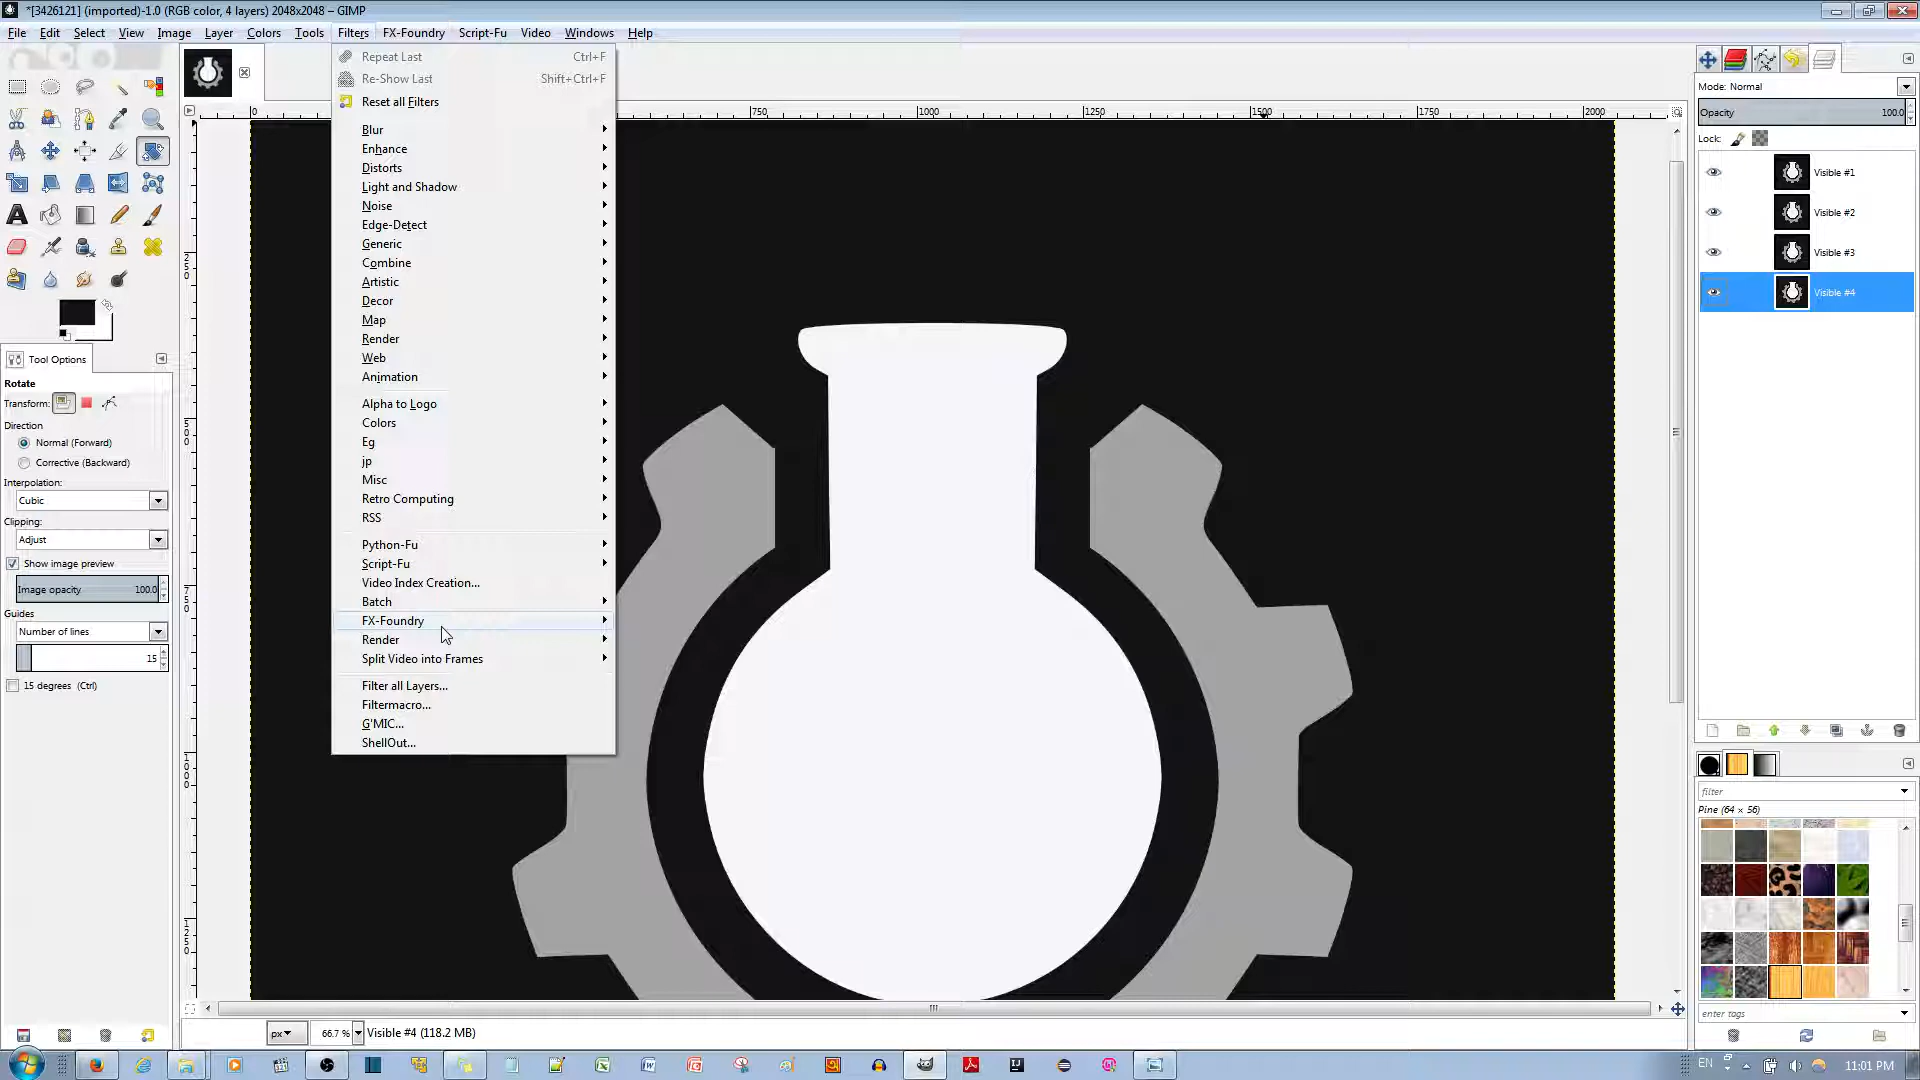 *[3426121] (imported)-1.0 (RGB color, 4 layers) 2048x2048 – GIMP
File Edit Select View Image Layer Colors Tools Filters FX-Foundry Script-Fu Video Windows Help
Repeat Last Ctrl+F
Re-Show Last Shift+Ctrl+F
Reset all Filters
Blur
Enhance
Distorts
Light and Shadow
Noise
Edge-Detect
Generic
Combine
Artistic
Decor
Map
Render
Web
Animation
Alpha to Logo
Colors
Eg
jp
Misc
Retro Computing
RSS
Python-Fu
Script-Fu
Video Index Creation...
Batch
FX-Foundry
Render
Split Video into Frames
Filter all Layers...
Filtermacro...
G'MIC...
ShellOut...
0 750 1000 1250 1500 1750 2000
250
500
750
1000
1250
Tool Options
Rotate
Transform:
Direction
Normal (Forward)
Corrective (Backward)
Interpolation:
Cubic
Clipping:
Adjust
Show image preview
Image opacity 100.0
Guides
Number of lines
15
15 degrees (Ctrl)
Mode: Normal
Opacity 100.0
Lock:
Visible #1
Visible #2
Visible #3
Visible #4
filter
Pine (64 × 56)
enter tags
px 66.7 % Visible #4 (118.2 MB)
EN 11:01 PM